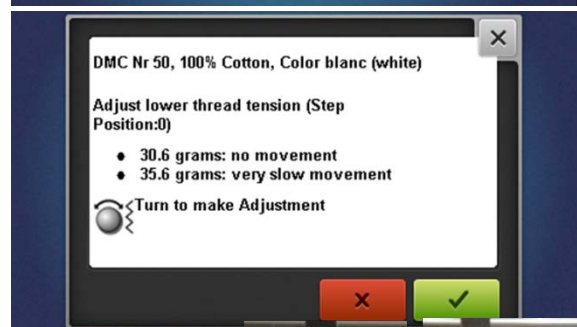 DMC Nr 50, 100% Cotton, Color blanc (white)
Adjust lower thread tension (Step
Position:0)
• 30.6 grams: no movement
• 35.6 grams: very slow movement
Turn to make Adjustment